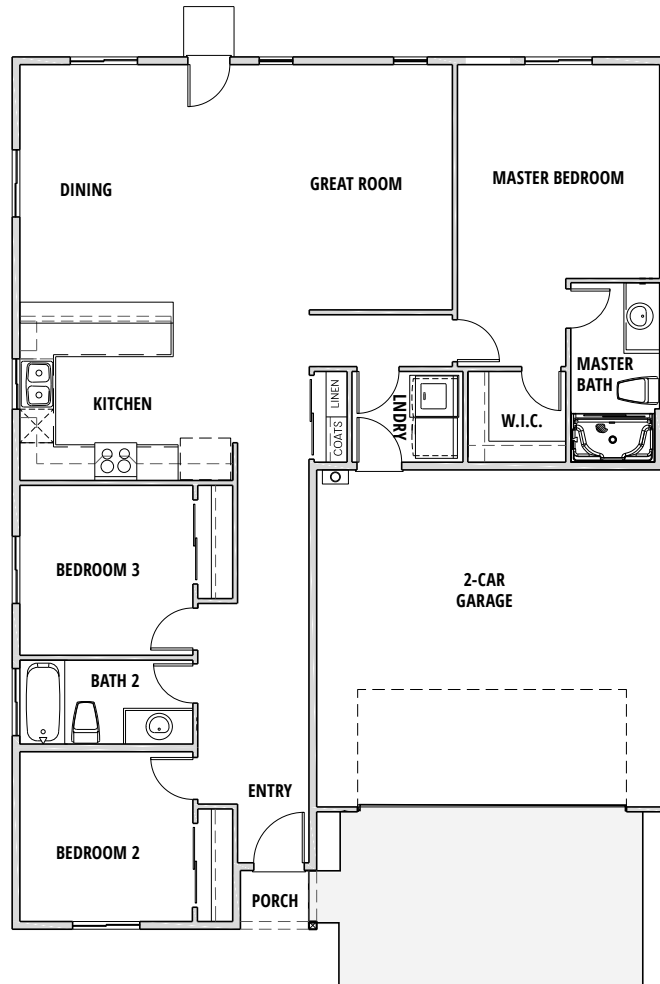 DINING
GREAT ROOM
MASTER BEDROOM
KITCHEN
LINEN
COATS
LNDRY
W.I.C.
MASTER
BATH
BEDROOM 3
2-CAR
GARAGE
BATH 2
ENTRY
BEDROOM 2
PORCH